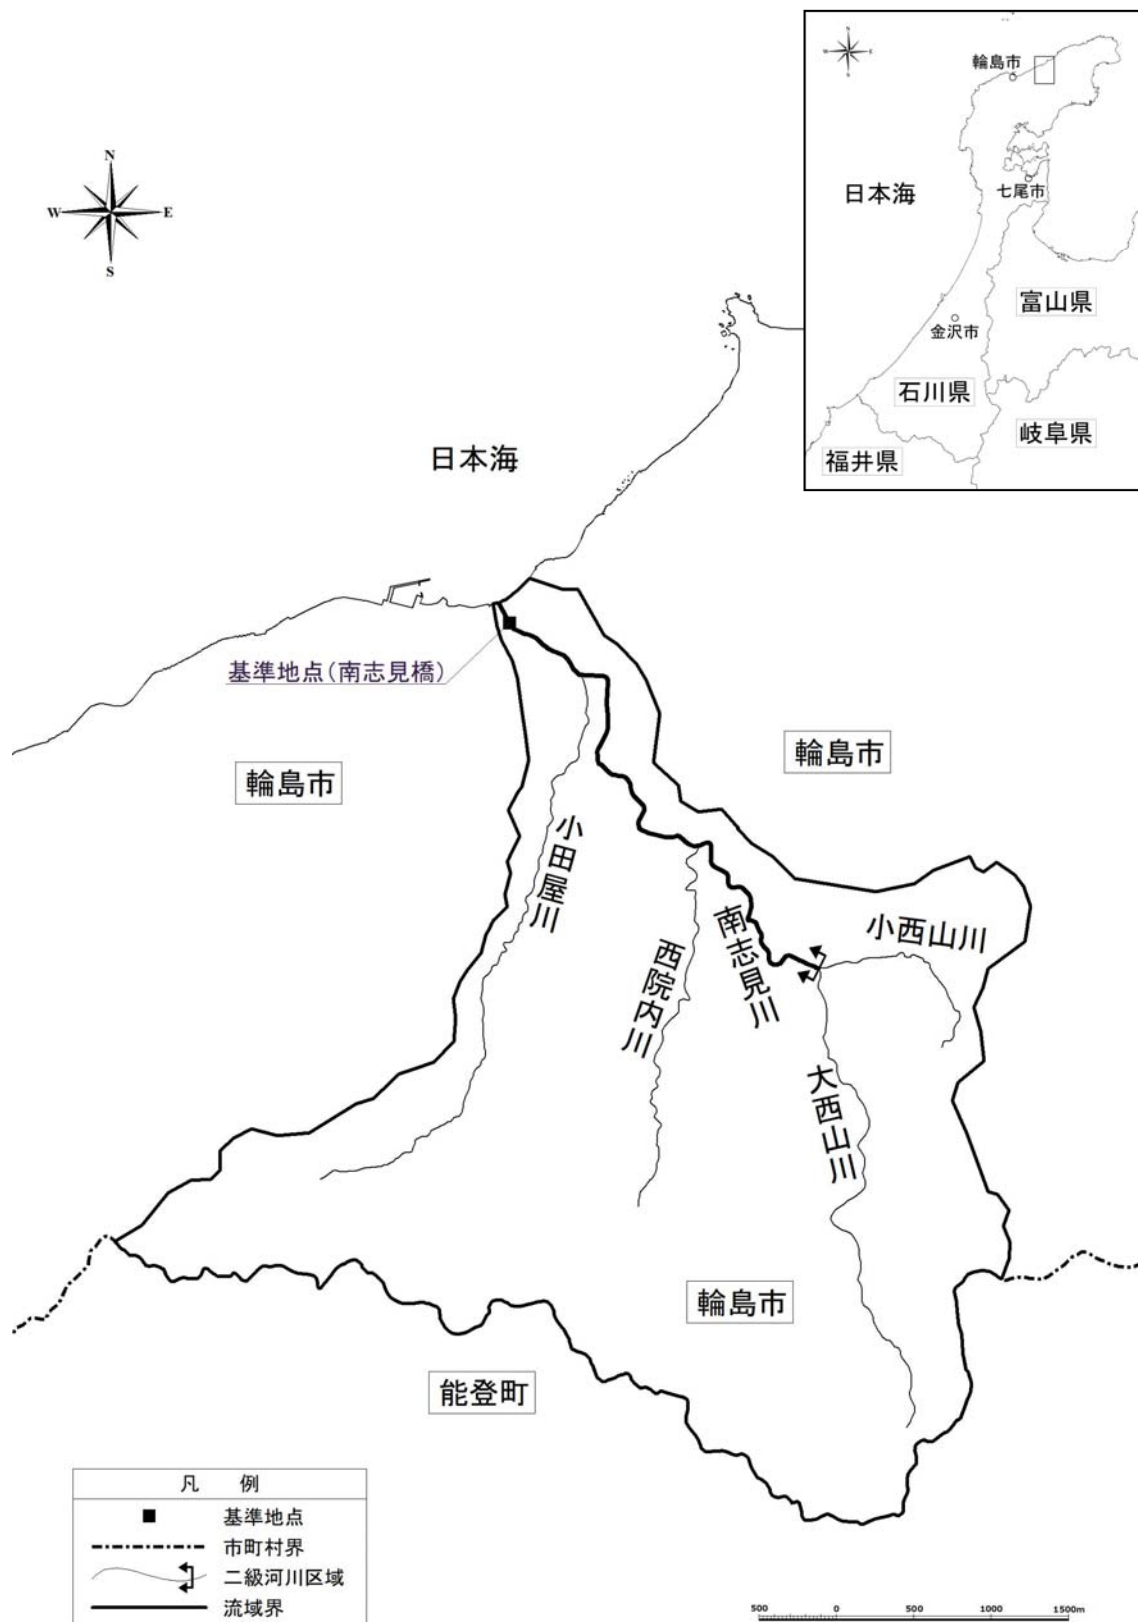 N
W
E
S
輪島市
七尾市
日本海
富山県
金沢市
石川県
岐阜県
福井県
N
W
E
S
日本海
基準地点(南志見橋)
輪島市
輪島市
小田屋川
西院内川
南志見川
小西山川
大西山川
輪島市
能登町
凡 例
基準地点
市町村界
二級河川区域
流域界
500 0 500 1000 1500m